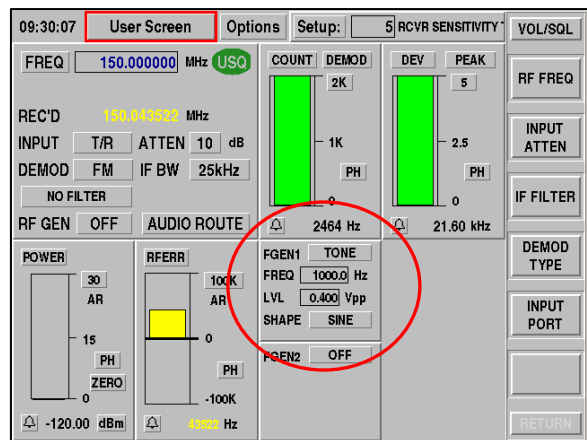 09:30:07 User Screen Options Setup: 5 RCVR SENSITIVITY VOL/SQL
FREQ 150.000000 MHz USQ COUNT DEMOD DEV PEAK
2K 5 RF FREQ
REC'D 150.043522 MHz
INPUT T/R ATTEN 10 dB 1K 2.5 INPUT ATTEN
DEMOD FM IF BW 25kHz PH PH
NO FILTER 0 0 IF FILTER
RF GEN OFF AUDIO ROUTE 2464 Hz 21.60 kHz
POWER RFERR FGEN1 TONE DEMOD TYPE
30 100K FREQ 1000.0 Hz
AR AR LVL 0.400 Vpp INPUT PORT
15 0 SHAPE SINE
PH PH FGEN2 OFF
ZERO
0 -100K
-120.00 dBm 43522 Hz RETURN